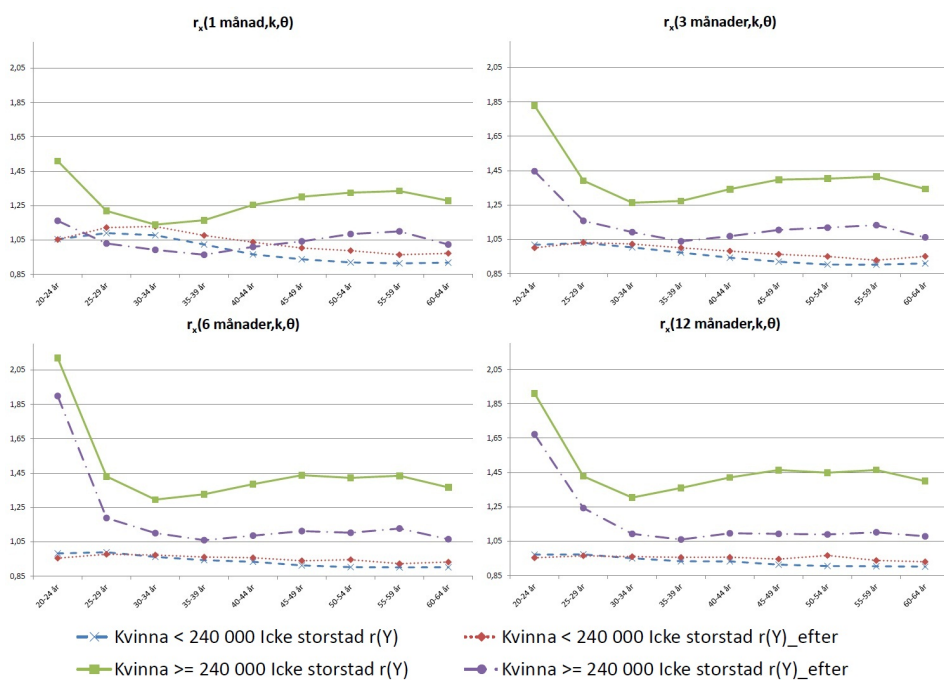 rₓ(1 månad,k,θ)
2,05
1,85
1,65
1,45
1,25
1,05
0,85
20-24 år
25-29 år
30-34 år
35-39 år
40-44 år
45-49 år
50-54 år
55-59 år
60-64 år
rₓ(3 månader,k,θ)
2,05
1,85
1,65
1,45
1,25
1,05
0,85
20-24 år
25-29 år
30-34 år
35-39 år
40-44 år
45-49 år
50-54 år
55-59 år
60-64 år
rₓ(6 månader,k,θ)
2,05
1,85
1,65
1,45
1,25
1,05
0,85
20-24 år
25-29 år
30-34 år
35-39 år
40-44 år
45-49 år
50-54 år
55-59 år
60-64 år
rₓ(12 månader,k,θ)
2,05
1,85
1,65
1,45
1,25
1,05
0,85
20-24 år
25-29 år
30-34 år
35-39 år
40-44 år
45-49 år
50-54 år
55-59 år
60-64 år
Kvinna < 240 000 Icke storstad r(Y)
Kvinna < 240 000 Icke storstad r(Y)_efter
Kvinna >= 240 000 Icke storstad r(Y)
Kvinna >= 240 000 Icke storstad r(Y)_efter